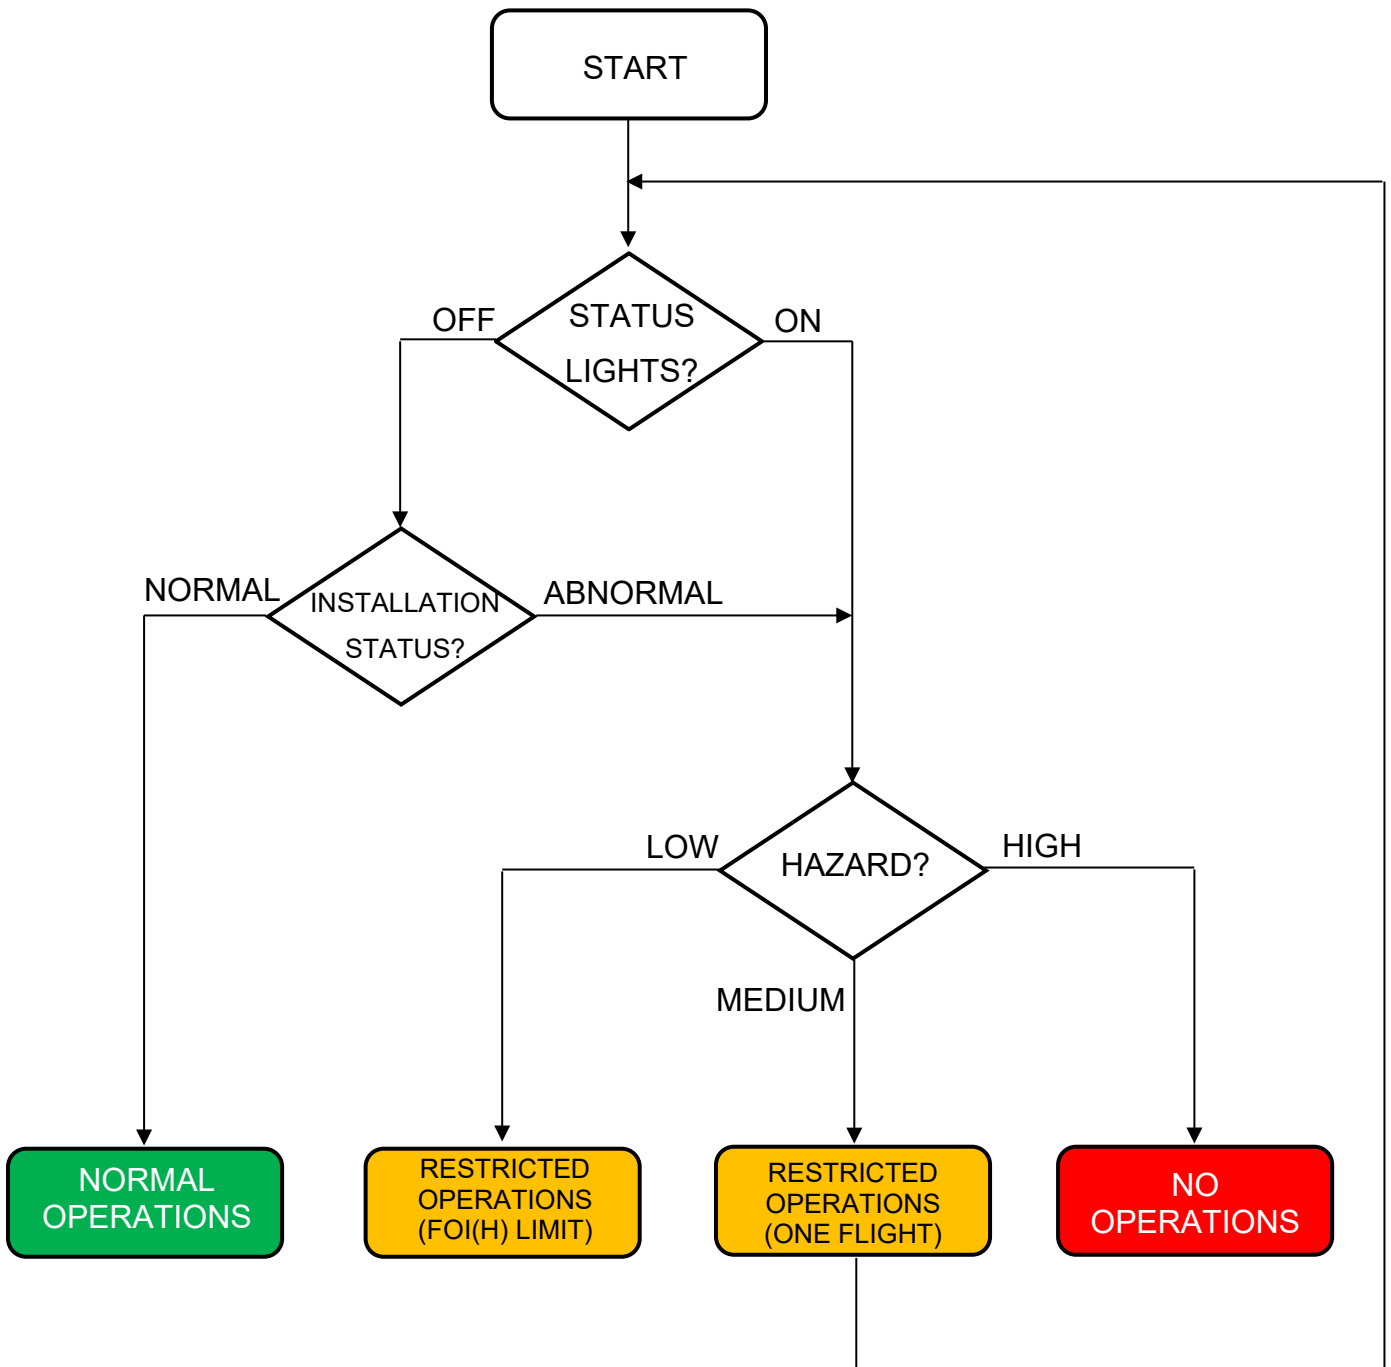 START
OFF
STATUS
LIGHTS?
ON
NORMAL
INSTALLATION
STATUS?
ABNORMAL
LOW
HAZARD?
HIGH
MEDIUM
NORMAL
OPERATIONS
RESTRICTED
OPERATIONS
(FOI(H) LIMIT)
RESTRICTED
OPERATIONS
(ONE FLIGHT)
NO
OPERATIONS